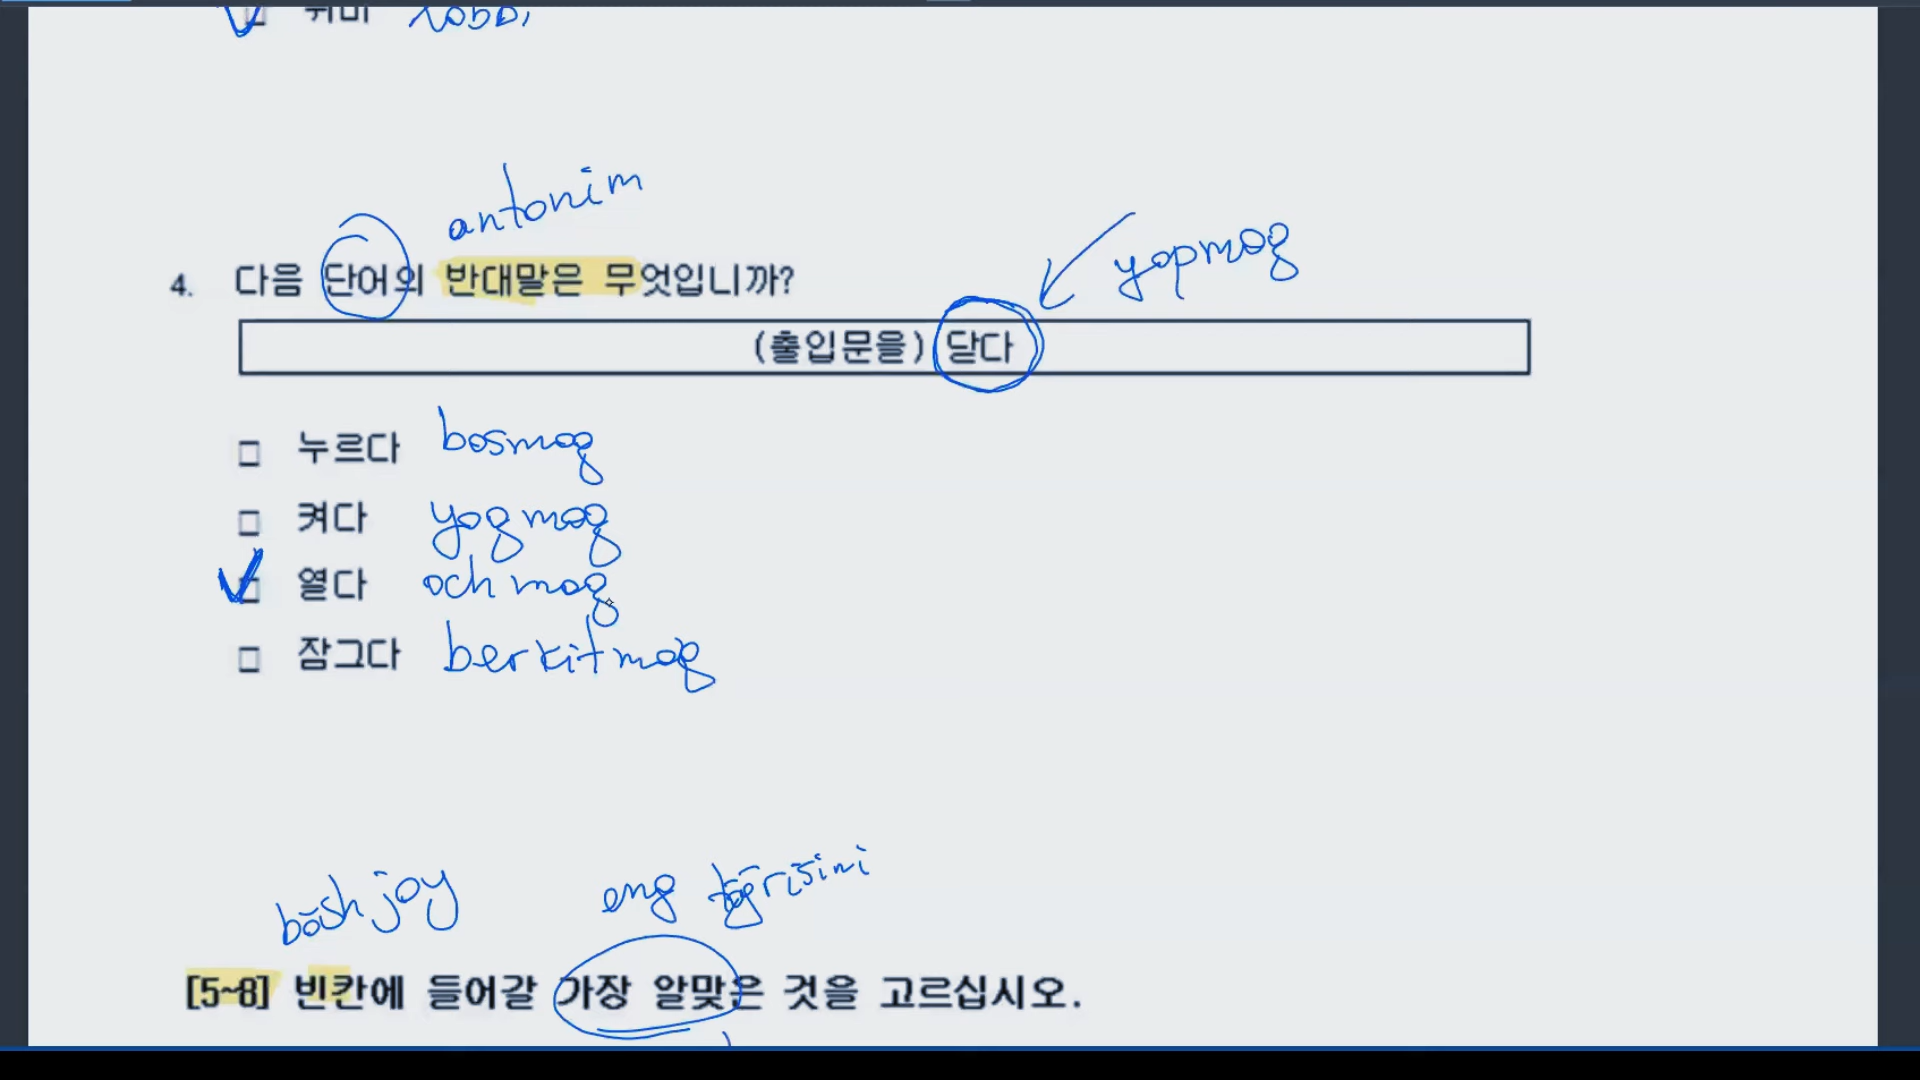 antonim
4. 다음 단어의 반대말은 무엇입니까?
yopmoq
(출입문을) 닫다
누르다 bosmoq
켜다 yoqmoq
열다 ochmoq
잠그다 berkitmoq
bo'sh joy eng to'g'risini
[5~8] 빈칸에 들어갈 가장 알맞은 것을 고르십시오.